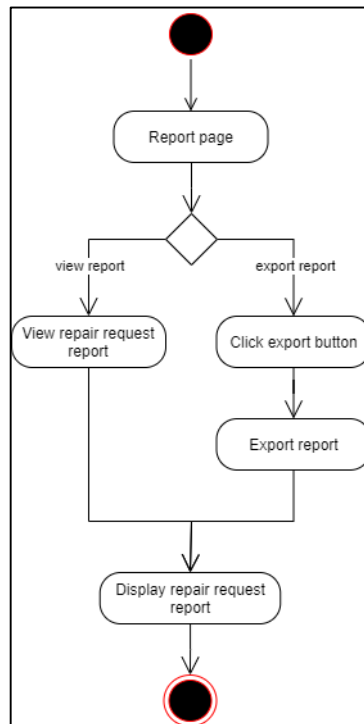 Report page
view report
export report
View repair request
report
Click export button
Export report
Display repair request
report